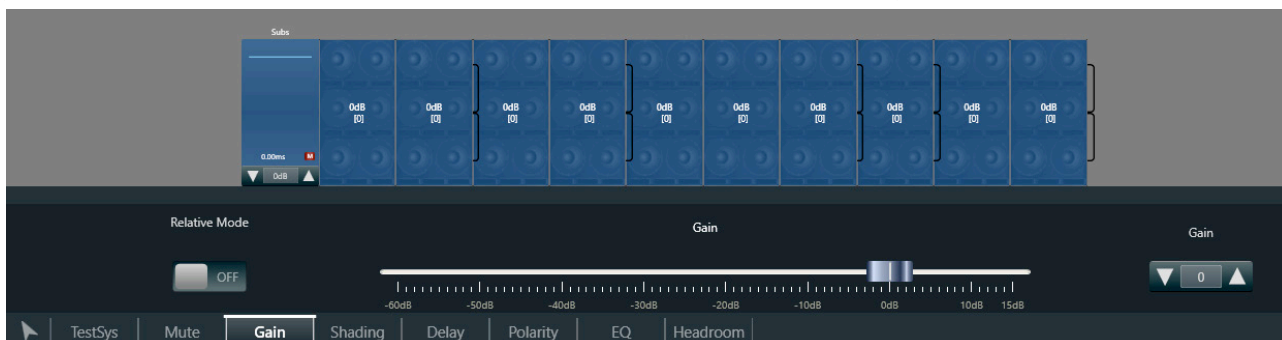 Subs
0dB 0dB 0dB 0dB 0dB 0dB 0dB 0dB 0dB 0dB
[0] [0] [0] [0] [0] [0] [0] [0] [0] [0]
0.00ms M
0dB
Relative Mode
Gain
Gain
OFF
0
-60dB -50dB -40dB -30dB -20dB -10dB 0dB 10dB 15dB
TestSys Mute Gain Shading Delay Polarity EQ Headroom